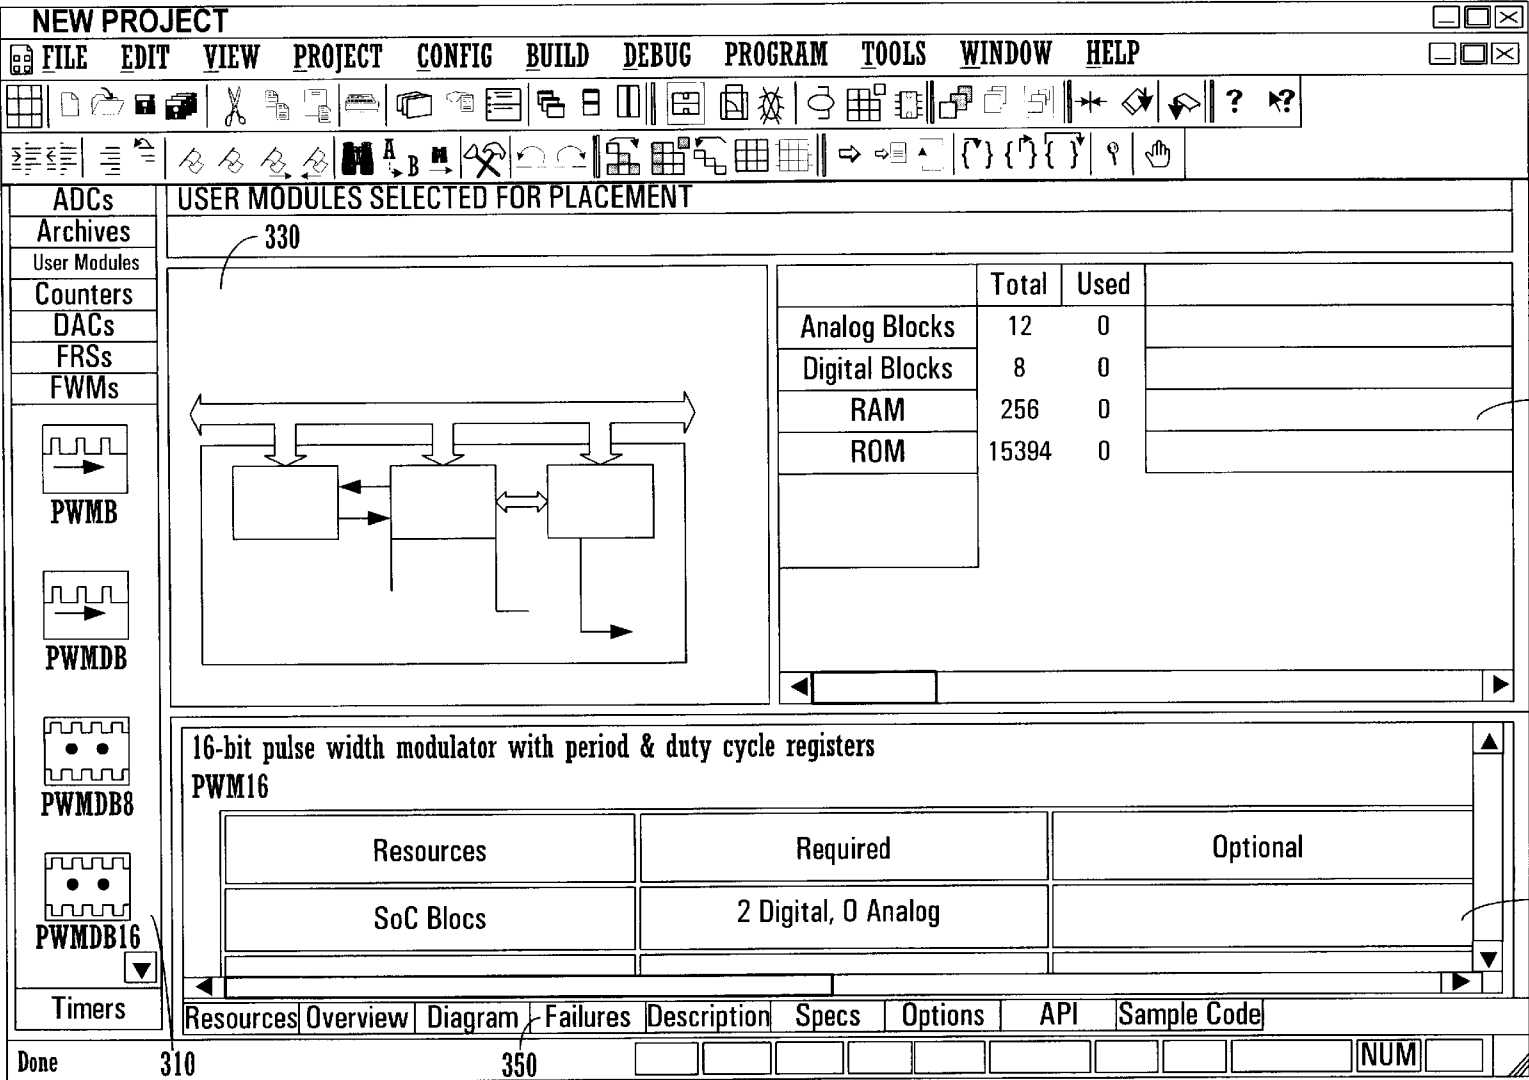 NEW PROJECT
FILE EDIT VIEW PROJECT CONFIG BUILD DEBUG PROGRAM TOOLS WINDOW HELP
? ?
A B
ADCs
Archives
User Modules
Counters
DACs
FRSs
FWMs
PWMB
PWMDB
PWMDB8
PWMDB16
Timers
USER MODULES SELECTED FOR PLACEMENT
330
Total Used
Analog Blocks 12 0
Digital Blocks 8 0
RAM 256 0
ROM 15394 0
16-bit pulse width modulator with period & duty cycle registers
PWM16
Resources Required Optional
SoC Blocs 2 Digital, 0 Analog
Resources Overview Diagram Failures Description Specs Options API Sample Code
Done 310 350 NUM